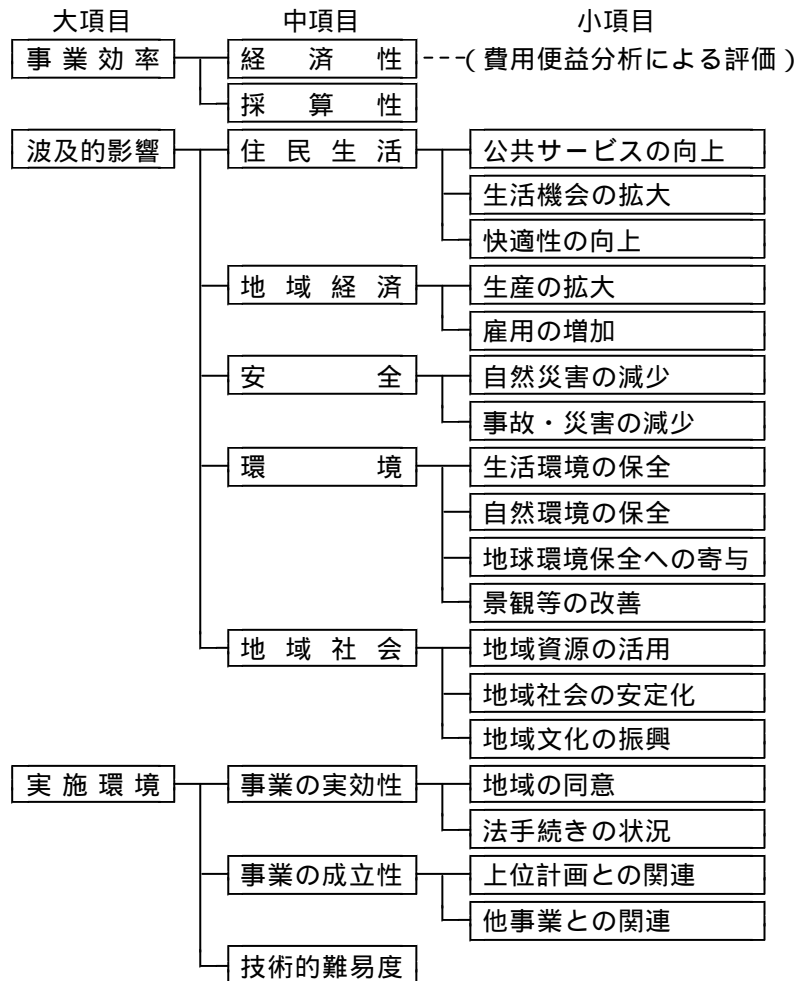 大項目 中項目 小項目
事業効率 経済性 ---(費用便益分析による評価)
採算性
波及的影響 住民生活 公共サービスの向上
生活機会の拡大
快適性の向上
地域経済 生産の拡大
雇用の増加
安全 自然災害の減少
事故・災害の減少
環境 生活環境の保全
自然環境の保全
地球環境保全への寄与
景観等の改善
地域社会 地域資源の活用
地域社会の安定化
地域文化の振興
実施環境 事業の実効性 地域の同意
法手続きの状況
事業の成立性 上位計画との関連
他事業との関連
技術的難易度